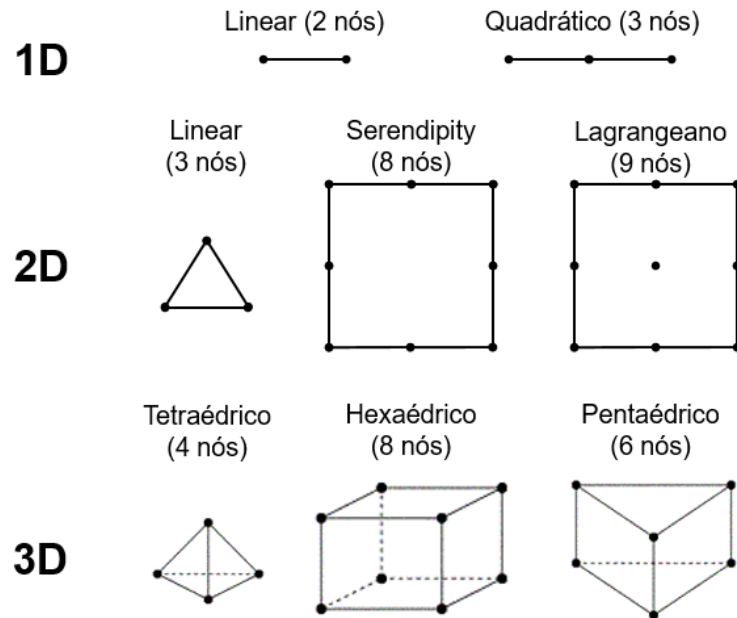 1D
Linear (2 nós)
Quadrático (3 nós)
2D
Linear
(3 nós)
Serendipity
(8 nós)
Lagrangeano
(9 nós)
3D
Tetraédrico
(4 nós)
Hexaédrico
(8 nós)
Pentaédrico
(6 nós)